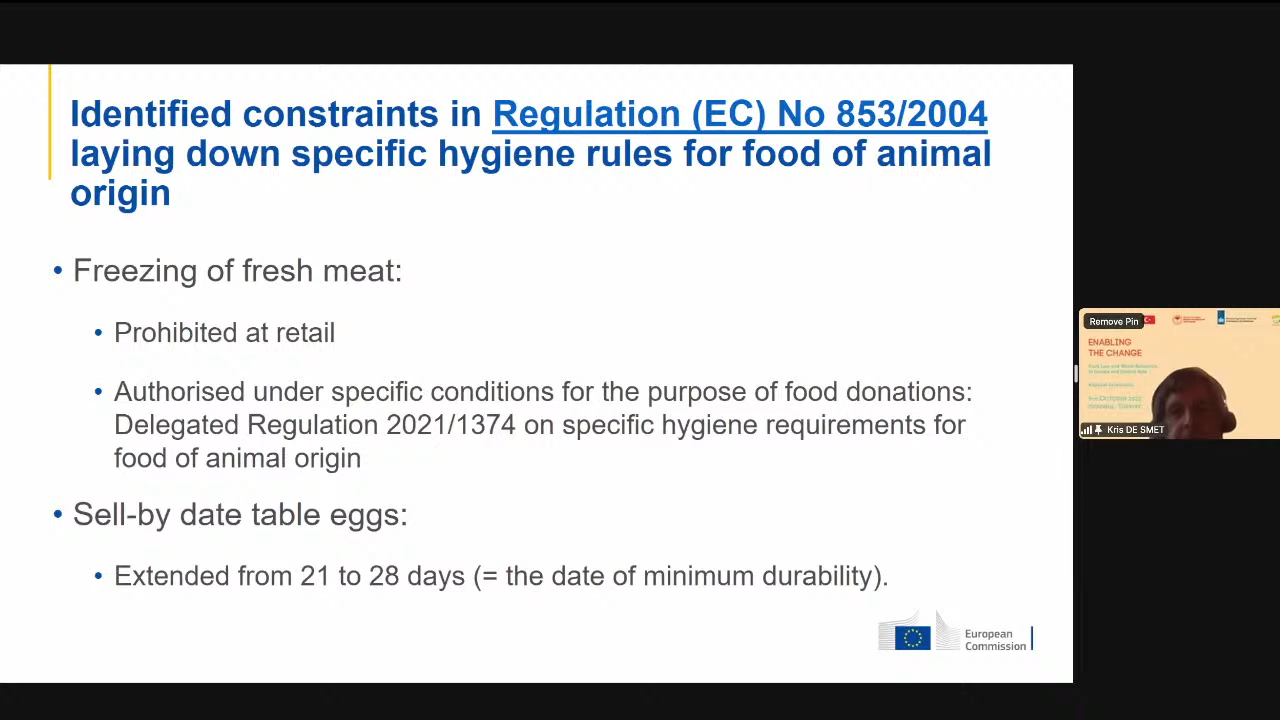 Identified constraints in Regulation (EC) No 853/2004
laying down specific hygiene rules for food of animal
origin
• Freezing of fresh meat:
• Prohibited at retail
• Authorised under specific conditions for the purpose of food donations:
Delegated Regulation 2021/1374 on specific hygiene requirements for
food of animal origin
• Sell-by date table eggs:
• Extended from 21 to 28 days (= the date of minimum durability).
European
Commission
Remove Pin
ENABLING
THE CHANGE
Kris DE SMET